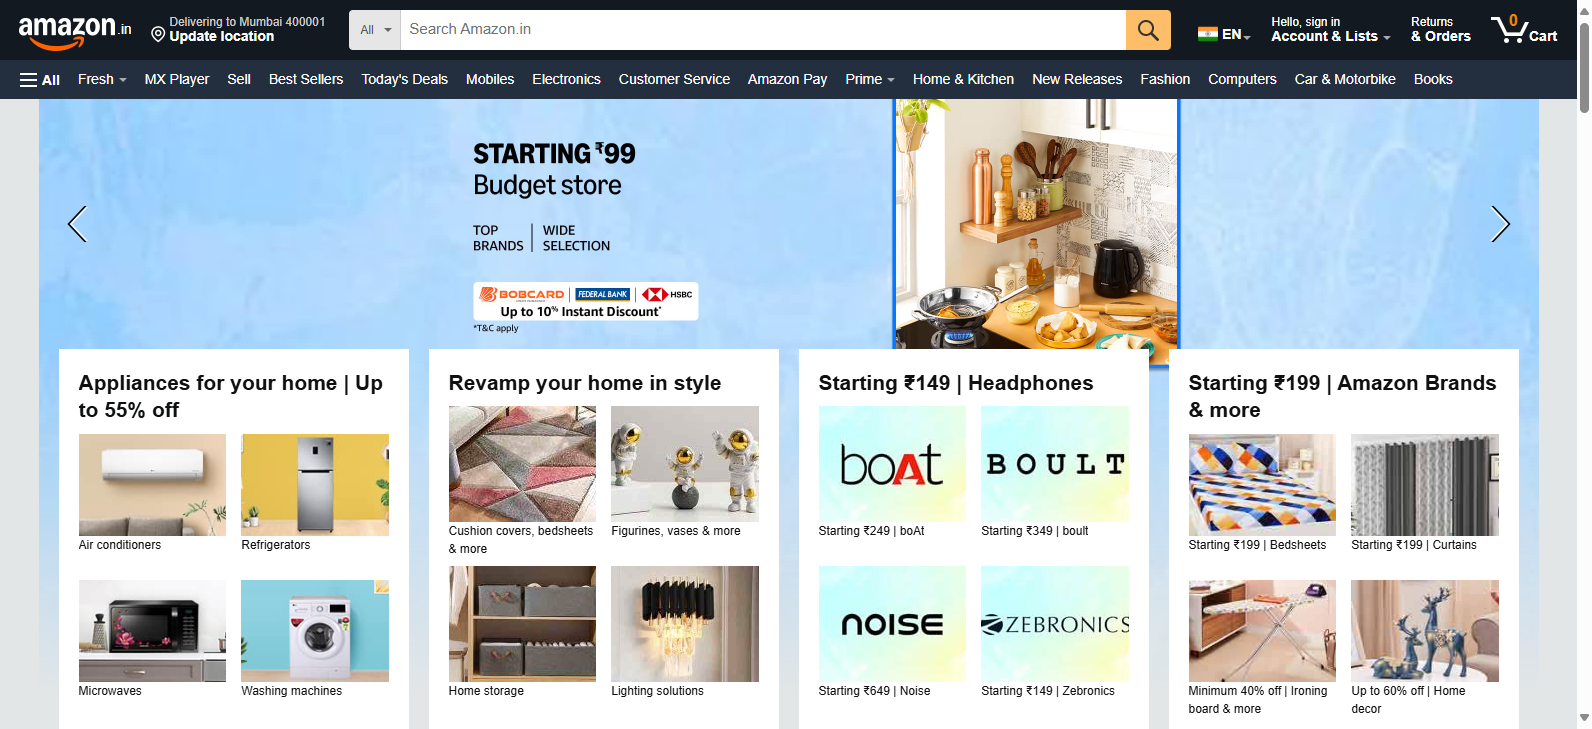 amazon.in
Delivering to Mumbai 400001
Update location
All
Search Amazon.in
EN
Hello, sign in
Account & Lists
Returns
& Orders
0
Cart
All
Fresh
MX Player
Sell
Best Sellers
Today's Deals
Mobiles
Electronics
Customer Service
Amazon Pay
Prime
Home & Kitchen
New Releases
Fashion
Computers
Car & Motorbike
Books
STARTING ₹99
Budget store
TOP
BRANDS
WIDE
SELECTION
BOBCARD
FEDERAL BANK
HSBC
Up to 10% Instant Discount*
*T&C apply
Appliances for your home | Up
to 55% off
Air conditioners
Refrigerators
Microwaves
Washing machines
Revamp your home in style
Cushion covers, bedsheets
& more
Figurines, vases & more
Home storage
Lighting solutions
Starting ₹149 | Headphones
boAt
BOULT
Starting ₹249 | boAt
Starting ₹349 | boult
NOISE
ZEBRONICS
Starting ₹649 | Noise
Starting ₹149 | Zebronics
Starting ₹199 | Amazon Brands
& more
Starting ₹199 | Bedsheets
Starting ₹199 | Curtains
Minimum 40% off | Ironing
board & more
Up to 60% off | Home
decor